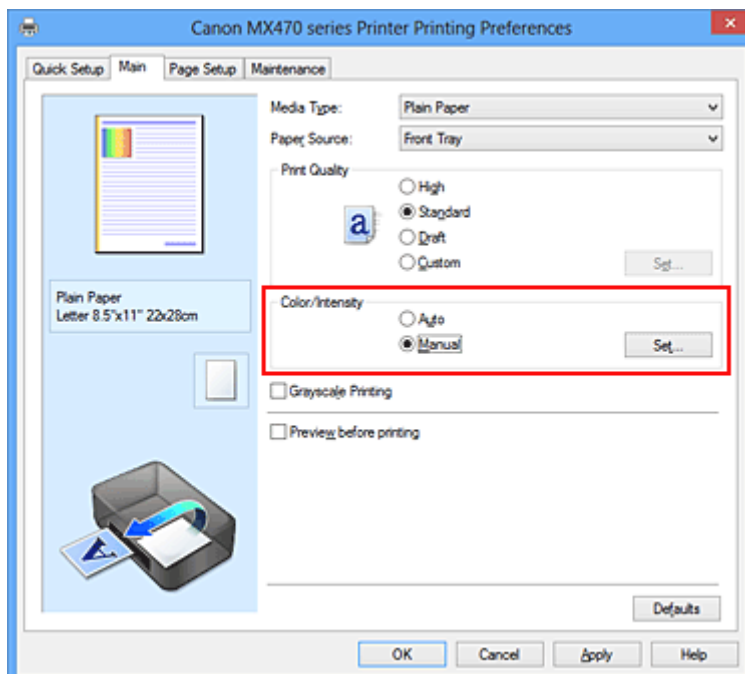 Canon MX470 series Printer Printing Preferences
Quick Setup Main Page Setup Maintenance
Media Type: Plain Paper
Paper Source: Front Tray
Print Quality
High
a Standard
Draft
Custom Set...
Plain Paper
Letter 8.5"x11" 22x28cm
Color/Intensity
Auto
Manual Set...
Grayscale Printing
Preview before printing
A
Defaults
OK Cancel Apply Help